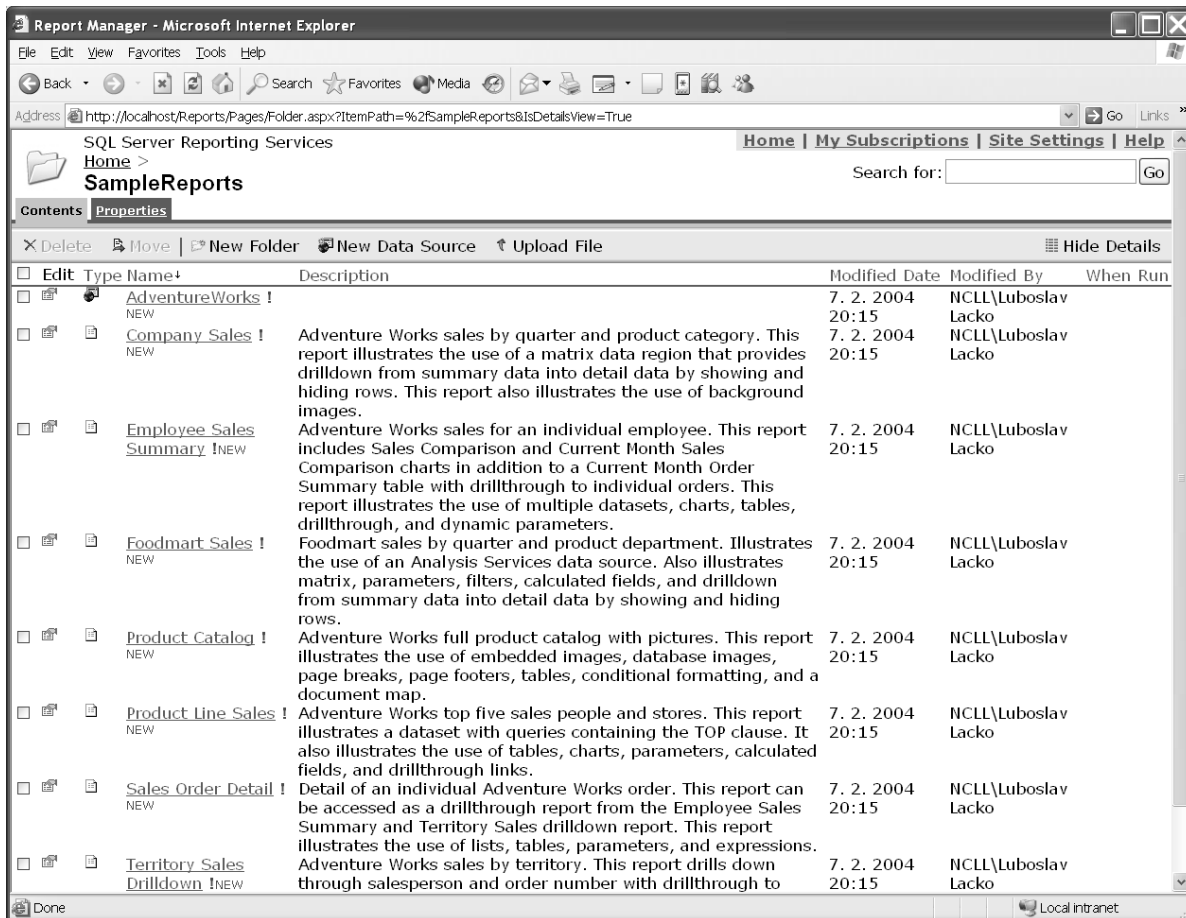 Report Manager - Microsoft Internet Explorer
File Edit View Favorites Tools Help
Back Search Favorites Media
Address http://localhost/Reports/Pages/Folder.aspx?ItemPath=%2fSampleReports&IsDetailsView=True Go Links »
SQL Server Reporting Services Home | My Subscriptions | Site Settings | Help
Home >
SampleReports Search for: Go
Contents Properties
Delete Move | New Folder New Data Source Upload File Hide Details
Edit Type Name↓ Description Modified Date Modified By When Run
AdventureWorks ! 7. 2. 2004 NCLL\Luboslav
NEW 20:15 Lacko
Company Sales ! Adventure Works sales by quarter and product category. This 7. 2. 2004 NCLL\Luboslav
NEW report illustrates the use of a matrix data region that provides 20:15 Lacko
drilldown from summary data into detail data by showing and
hiding rows. This report also illustrates the use of background
images.
Employee Sales Adventure Works sales for an individual employee. This report 7. 2. 2004 NCLL\Luboslav
Summary !NEW includes Sales Comparison and Current Month Sales 20:15 Lacko
Comparison charts in addition to a Current Month Order
Summary table with drillthrough to individual orders. This
report illustrates the use of multiple datasets, charts, tables,
drillthrough, and dynamic parameters.
Foodmart Sales ! Foodmart sales by quarter and product department. Illustrates 7. 2. 2004 NCLL\Luboslav
NEW the use of an Analysis Services data source. Also illustrates 20:15 Lacko
matrix, parameters, filters, calculated fields, and drilldown
from summary data into detail data by showing and hiding
rows.
Product Catalog ! Adventure Works full product catalog with pictures. This report 7. 2. 2004 NCLL\Luboslav
NEW illustrates the use of embedded images, database images, 20:15 Lacko
page breaks, page footers, tables, conditional formatting, and a
document map.
Product Line Sales ! Adventure Works top five sales people and stores. This report 7. 2. 2004 NCLL\Luboslav
NEW illustrates a dataset with queries containing the TOP clause. It 20:15 Lacko
also illustrates the use of tables, charts, parameters, calculated
fields, and drillthrough links.
Sales Order Detail ! Detail of an individual Adventure Works order. This report can 7. 2. 2004 NCLL\Luboslav
NEW be accessed as a drillthrough report from the Employee Sales 20:15 Lacko
Summary and Territory Sales drilldown report. This report
illustrates the use of lists, tables, parameters, and expressions.
Territory Sales Adventure Works sales by territory. This report drills down 7. 2. 2004 NCLL\Luboslav
Drilldown !NEW through salesperson and order number with drillthrough to 20:15 Lacko
Done Local intranet